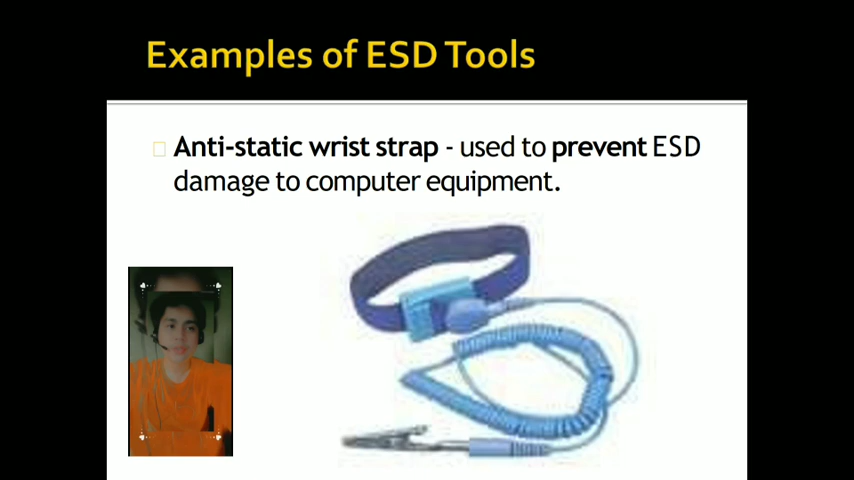 Examples of ESD Tools
Anti-static wrist strap - used to prevent ESD
damage to computer equipment.